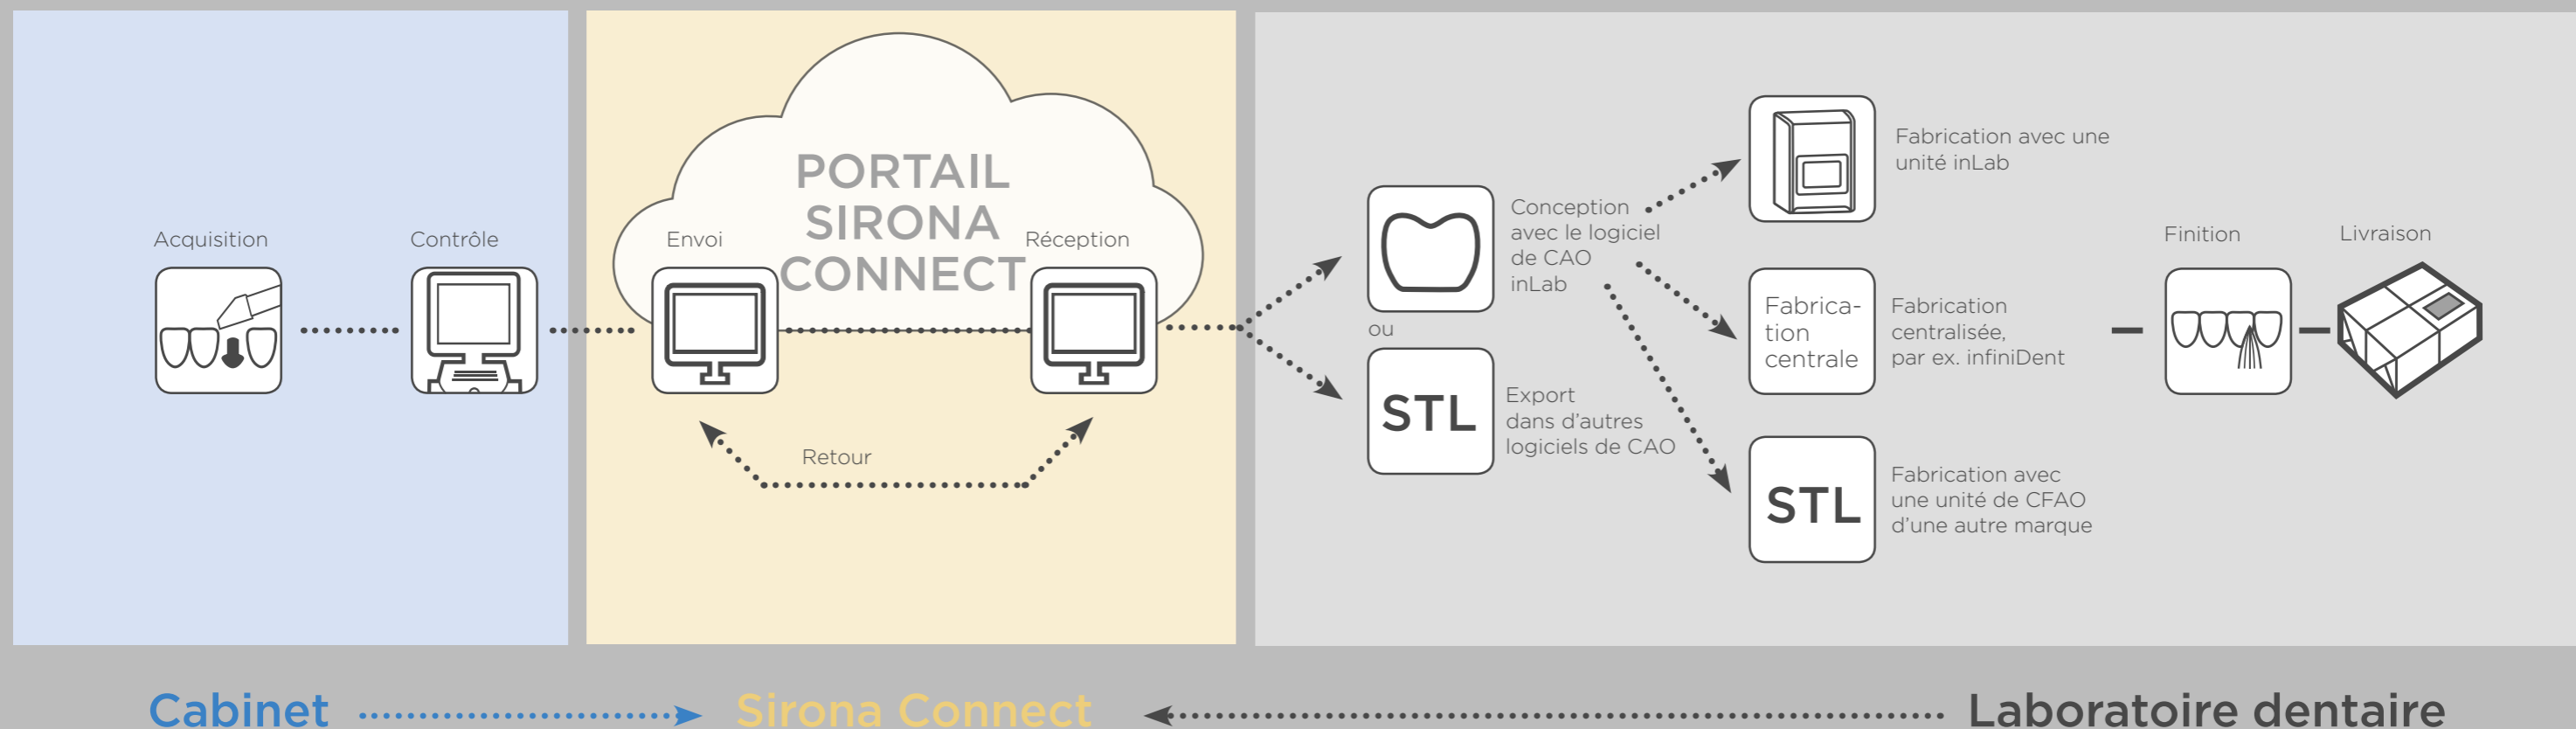 Acquisition
Contrôle
PORTAIL
SIRONA
CONNECT
Envoi
Réception
Retour
Conception
avec le logiciel
de CAO
inLab
ou
STL
Export
dans d'autres
logiciels de CAO
Fabrication avec une
unité inLab
Fabrica-
tion
centrale
Fabrication
centralisée,
par ex. infiniDent
STL
Fabrication avec
une unité de CFAO
d'une autre marque
Finition
Livraison
Cabinet
Sirona Connect
Laboratoire dentaire